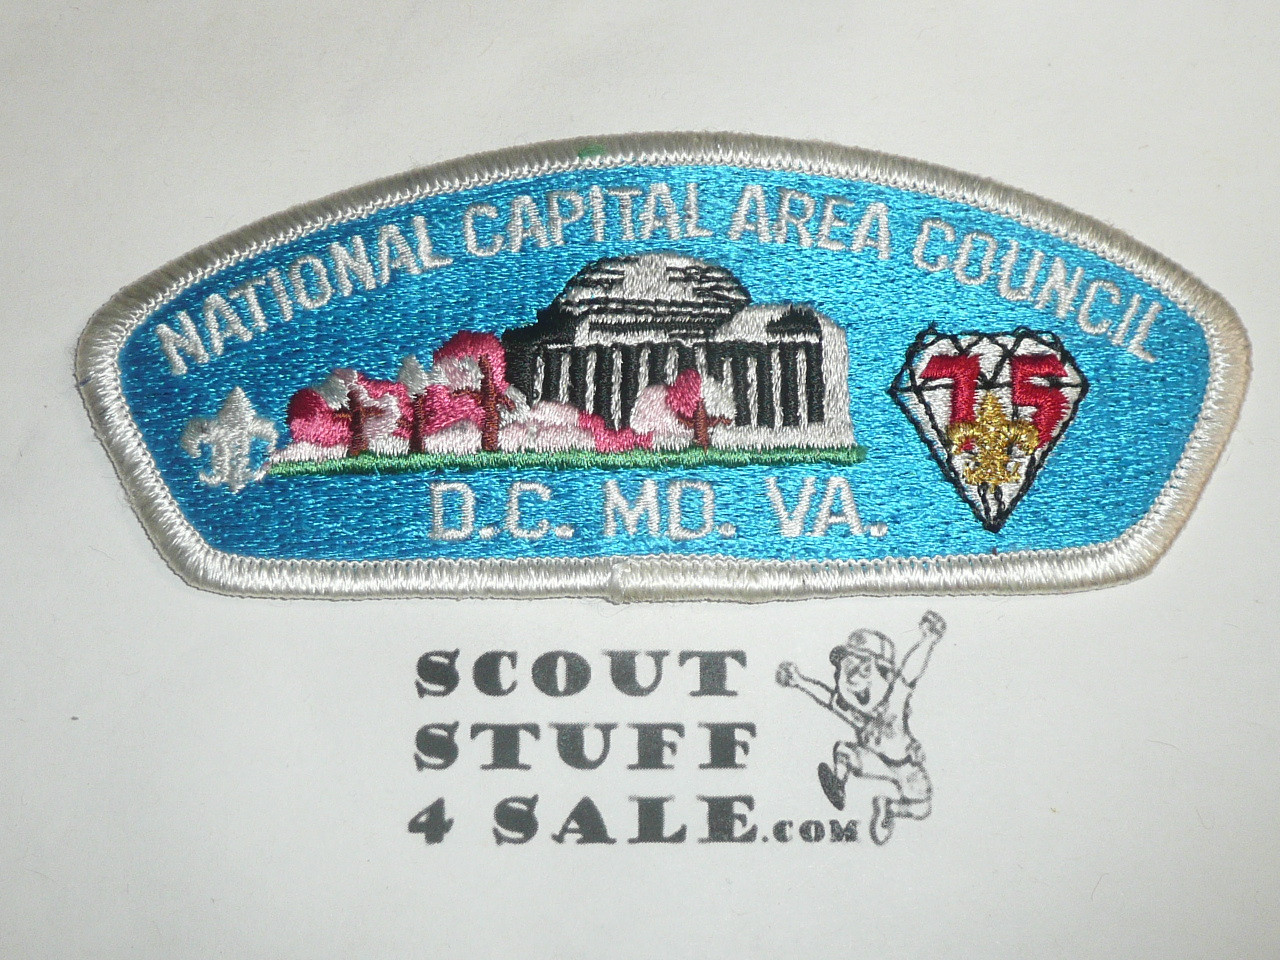 NATIONAL CAPITAL AREA COUNCIL
75
D.C. MD. VA.
SCOUT
STUFF
4 SALE.COM